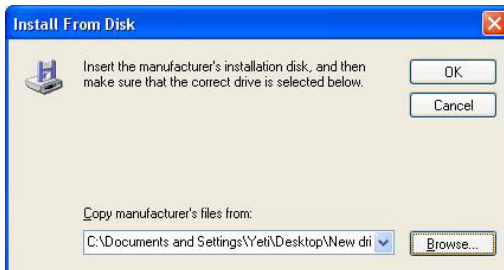 Install From Disk
Insert the manufacturer's installation disk, and then
make sure that the correct drive is selected below.
OK
Cancel
Copy manufacturer's files from:
C:\Documents and Settings\Yeti\Desktop\New dri
Browse...